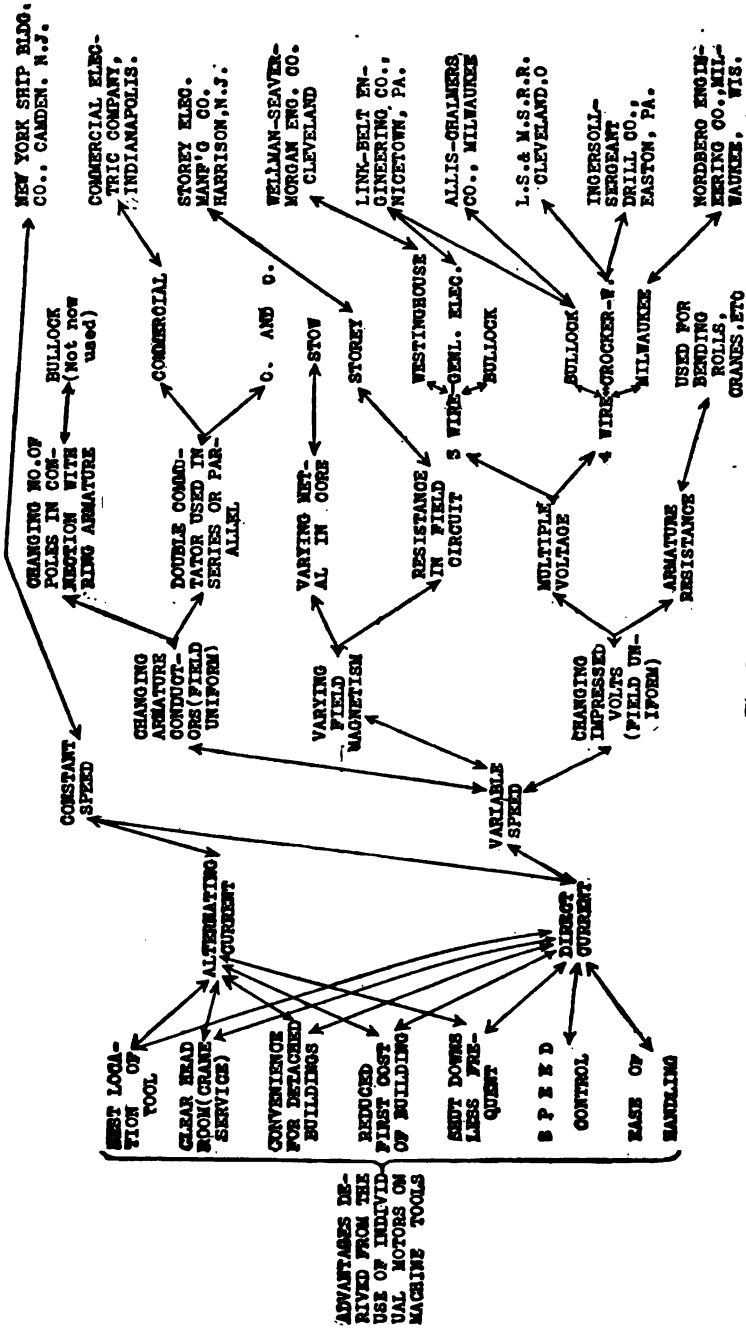 ADVANTAGES DE-
RIVED FROM THE
USE OF INDIVID
UAL MOTORS ON
MACHINE TOOLS
BEST LOCA-
TION OF
TOOL
CLEAR HEAD
ROOM(CRANE
SERVICE)
CONVENIENCE
FOR DETACHED
BUILDINGS
REDUCED
FIRST COST
OF BUILDING
SHUT DOWNS
LESS FRE-
QUENT
S P E E D
CONTROL
EASE OF
HANDLING
ALTERNATING
CURRENT
DIRECT
CURRENT
CONSTANT
SPEED
VARIABLE
SPEED
CHANGING
ARMATURE
CONDUCT-
ORS(FIELD
UNIFORM)
VARYING
FIELD
MAGNETISM
CHANGING
IMPRESSED
VOLTS
(FIELD UN-
IFORM)
CHANGING NO.OF
POLES IN CON-
NECTION WITH
RING ARMATURE
DOUBLE COMMU-
TATOR USED IN
SERIES OR PAR-
ALLEL
VARYING MET-
AL IN CORE
RESISTANCE
IN FIELD
CIRCUIT
MULTIPLE
VOLTAGE
ARMATURE
RESISTANCE
BULLOCK
(Not now
used)
COMMERCIAL
C. AND C.
STOW
STOREY
WESTINGHOUSE
3 WIRE-GENL. ELEC.
BULLOCK
BULLOCK
4 WIRE-CROCKER-W.
MILWAUKEE
USED FOR
BENDING
ROLLS,
CRANES,ETC
NEW YORK SHIP BLDG.
CO., CAMDEN. N.J.
COMMERCIAL ELEC-
TRIC COMPANY,
INDIANAPOLIS.
STOREY ELEC.
MANF'G CO.
HARRISON,N.J.
WELLMAN-SEAVER-
MORGAN ENG. CO.
CLEVELAND
LINK-BELT EN-
GINEERING CO.,
NICETOWN, PA.
ALLIS-CHALMERS
CO., MILWAUKEE
L.S.& M.S.R.R.
CLEVELAND,O
INGERSOLL-
SERGEANT
DRILL CO.,
EASTON, PA.
NORDBERG ENGIN-
EERING CO.,MIL-
WAUKEE, WIS.